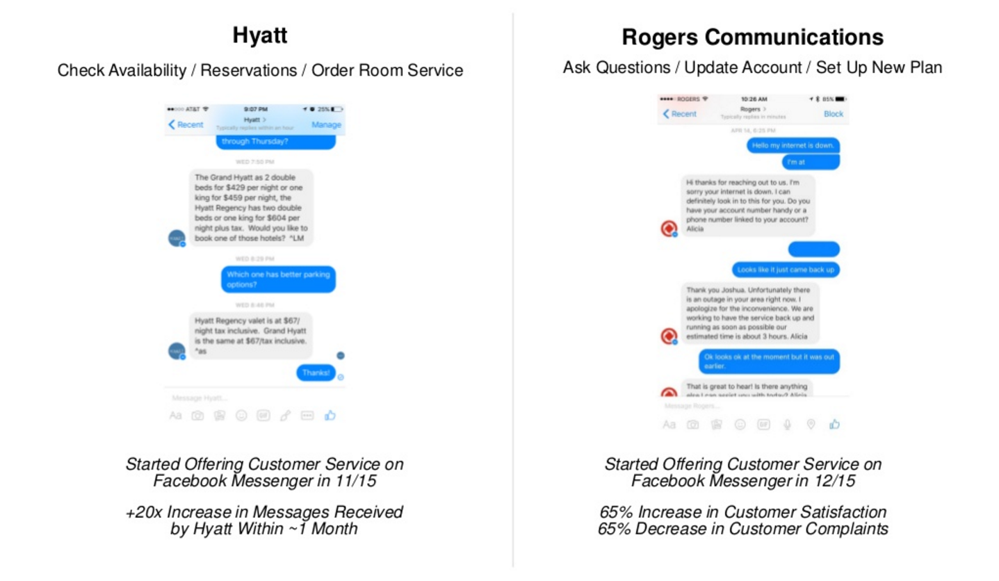 Hyatt
Check Availability / Reservations / Order Room Service
AT&T
9:07 PM
25%
Recent
Hyatt >
Typically replies within an hour
Manage
through Thursday?
WED 7:50 PM
The Grand Hyatt as 2 double
beds for $429 per night or one
king for $459 per night, the
Hyatt Regency has two double
beds or one king for $604 per
night plus tax. Would you like to
book one of those hotels? ^LM
WED 8:29 PM
Which one has better parking
options?
WED 8:46 PM
Hyatt Regency valet is at $67/
night tax inclusive. Grand Hyatt
is the same at $67/tax inclusive.
^as
Thanks!
Message Hyatt...
Aa
GIF
Started Offering Customer Service on
Facebook Messenger in 11/15
+20x Increase in Messages Received
by Hyatt Within ~1 Month
Rogers Communications
Ask Questions / Update Account / Set Up New Plan
ROGERS
10:26 AM
85%
Recent
Rogers >
Typically replies in minutes
Block
APR 14, 6:25 PM
Hello my internet is down.
I'm at
Hi thanks for reaching out to us. I'm
sorry your internet is down. I can
definitely look in to this for you. Do you
have your account number handy or a
phone number linked to your account?
Alicia
Looks like it just came back up
Thank you Joshua. Unfortunately there
is an outage in your area right now. I
apologize for the inconvenience. We are
working to have the service back up and
running as soon as possible our
estimated time is about 3 hours. Alicia
Ok looks ok at the moment but it was out
earlier.
That is great to hear! Is there anything
else I can assist you with today? Alicia
Message Rogers...
Aa
GIF
Started Offering Customer Service on
Facebook Messenger in 12/15
65% Increase in Customer Satisfaction
65% Decrease in Customer Complaints